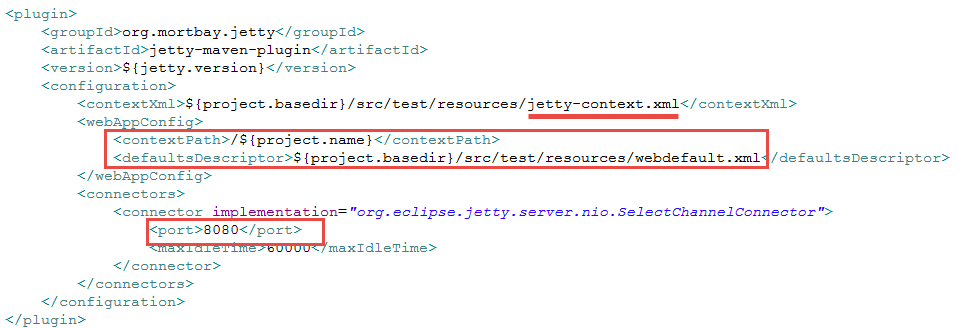 <plugin>
<groupId>org.mortbay.jetty</groupId>
<artifactId>jetty-maven-plugin</artifactId>
<version>${jetty.version}</version>
<configuration>
<contextXml>${project.basedir}/src/test/resources/jetty-context.xml</contextXml>
<webAppConfig>
<contextPath>/${project.name}</contextPath>
<defaultsDescriptor>${project.basedir}/src/test/resources/webdefault.xml</defaultsDescriptor>
</webAppConfig>
<connectors>
<connector implementation="org.eclipse.jetty.server.nio.SelectChannelConnector">
<port>8080</port>
<maxIdleTime>60000</maxIdleTime>
</connector>
</connectors>
</configuration>
</plugin>